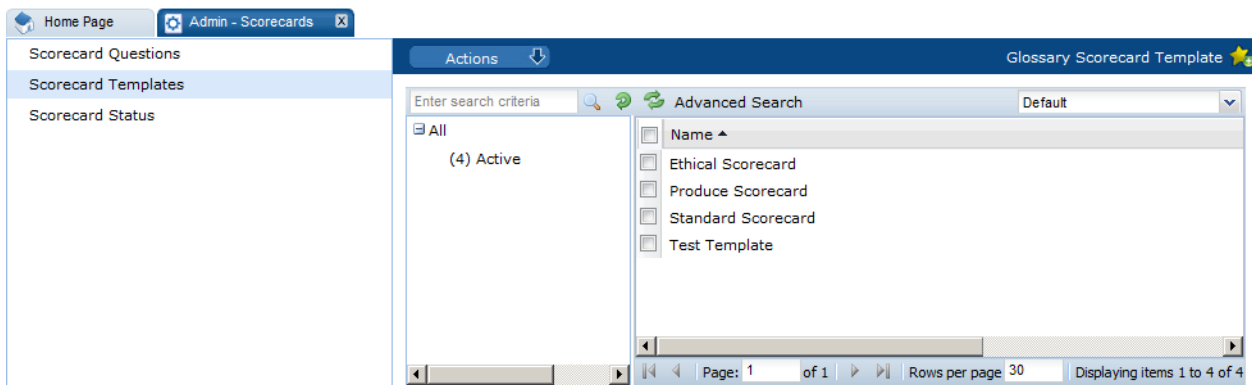 Home Page
Admin - Scorecards
Scorecard Questions
Scorecard Templates
Scorecard Status
Actions
Glossary Scorecard Template
Enter search criteria
Advanced Search
Default
All
(4) Active
Name
Ethical Scorecard
Produce Scorecard
Standard Scorecard
Test Template
Page: 1 of 1 Rows per page 30 Displaying items 1 to 4 of 4